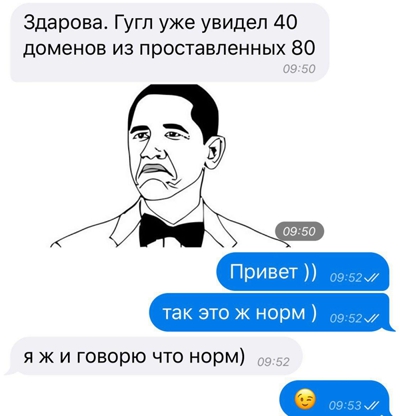 Здарова. Гугл уже увидел 40
доменов из проставленных 80
09:50
09:50
Привет )) 09:52
так это ж норм ) 09:52
я ж и говорю что норм) 09:52
😉 09:53